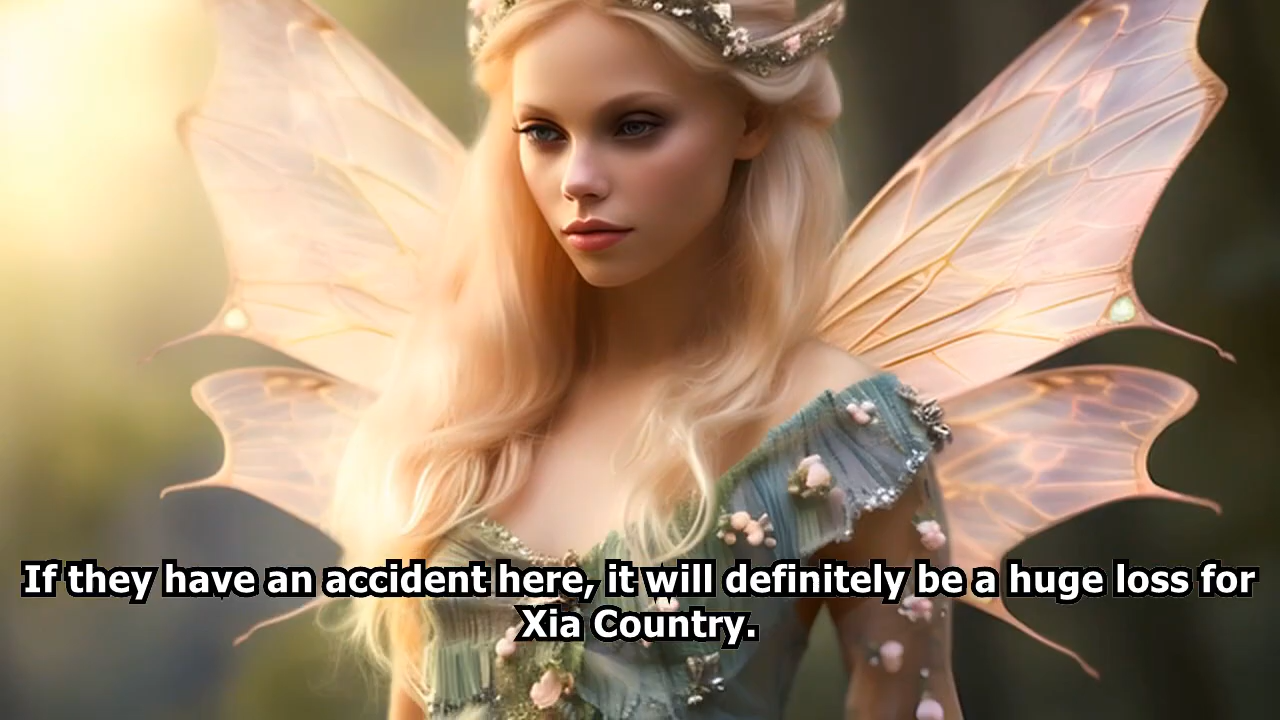 If they have an accident here, it will definitely be a huge loss for
Xia Country.